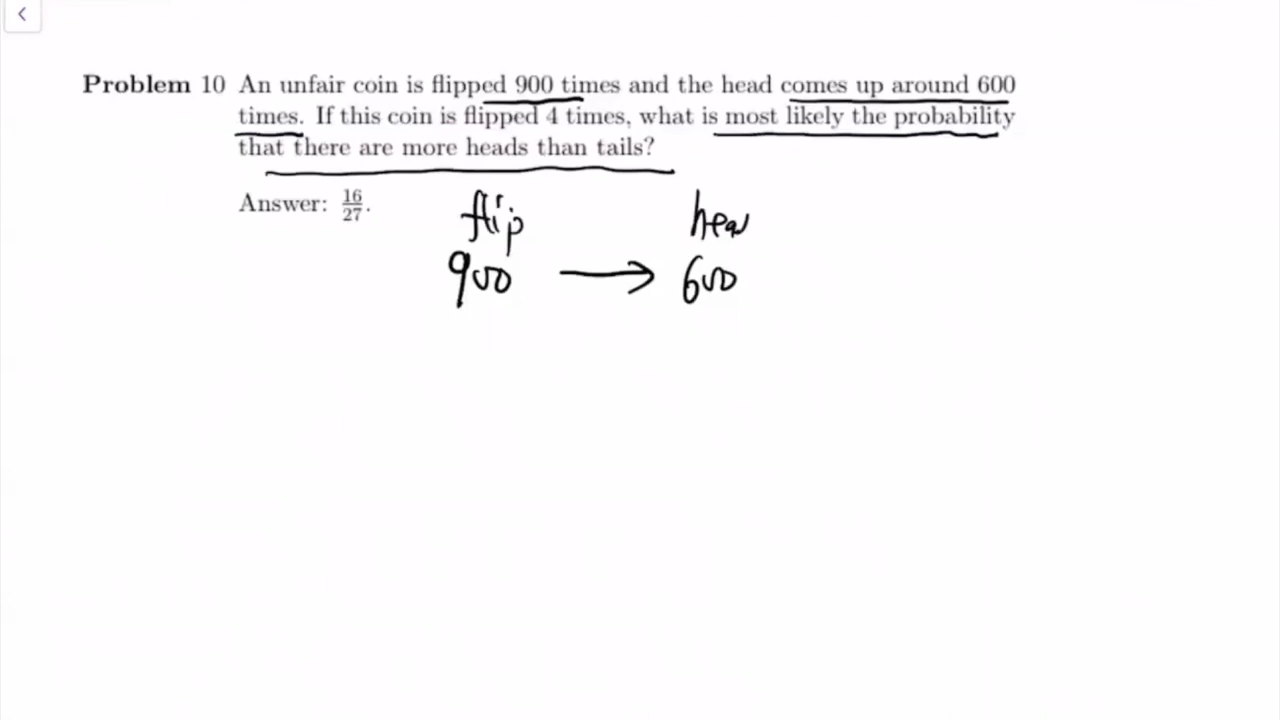 Problem 10 An unfair coin is flipped 900 times and the head comes up around 600
times. If this coin is flipped 4 times, what is most likely the probability
that there are more heads than tails?
Answer: 16/27.
flip
900 → 600